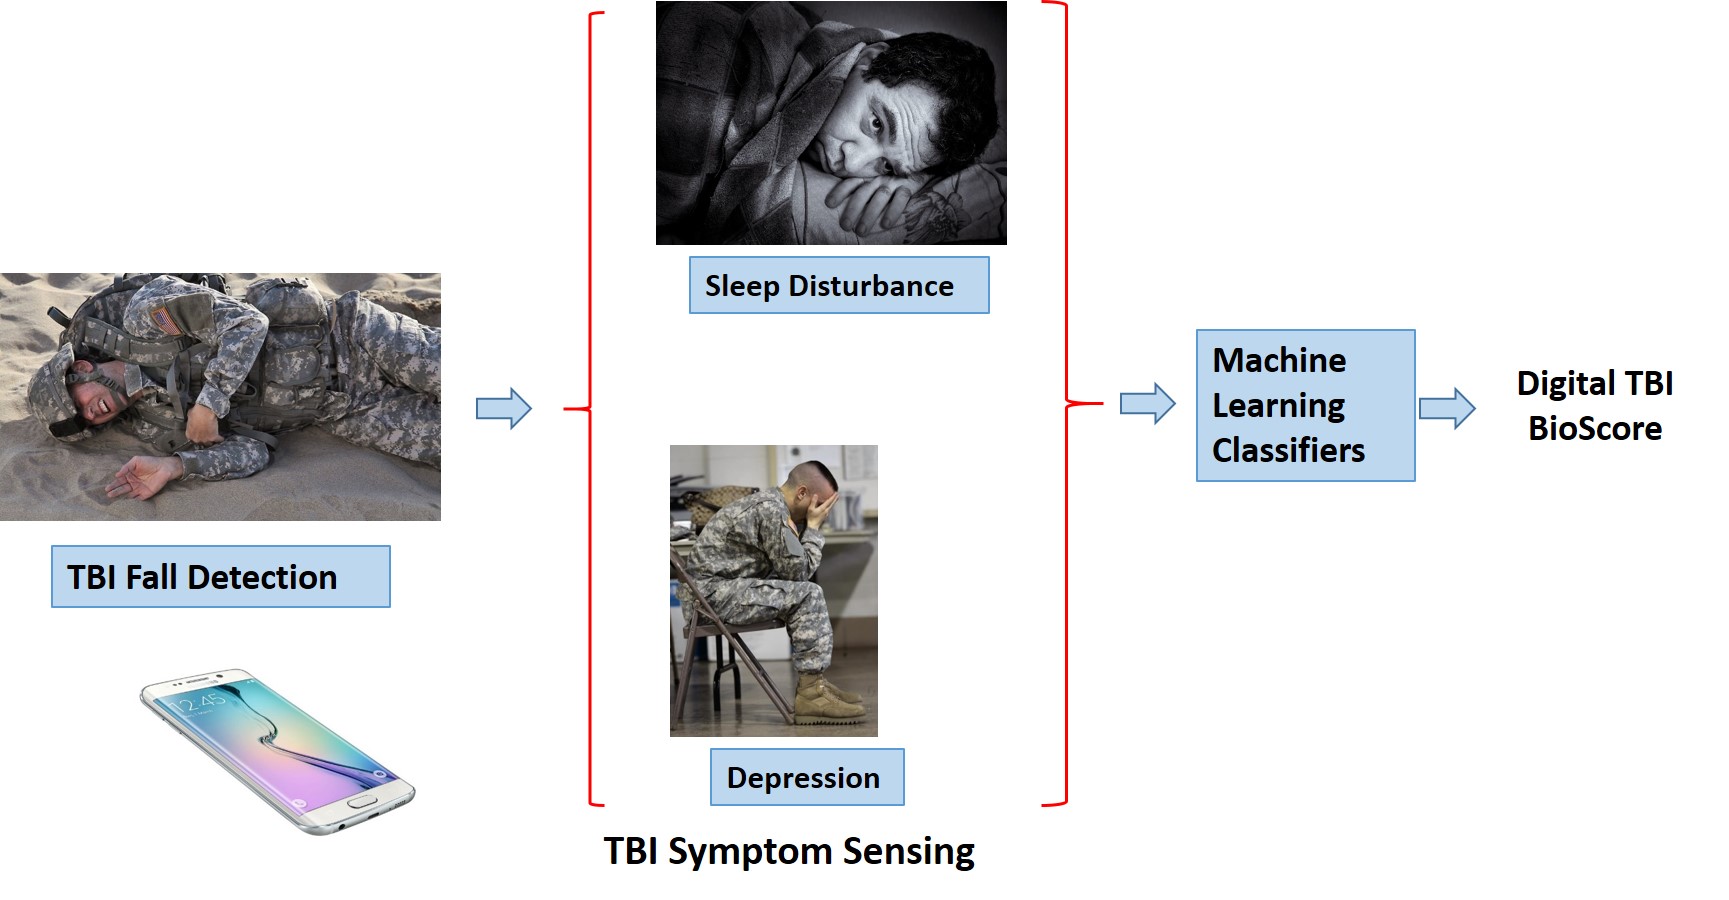 TBI Fall Detection
12:45
Sleep Disturbance
Depression
TBI Symptom Sensing
Machine
Learning
Classifiers
Digital TBI
BioScore